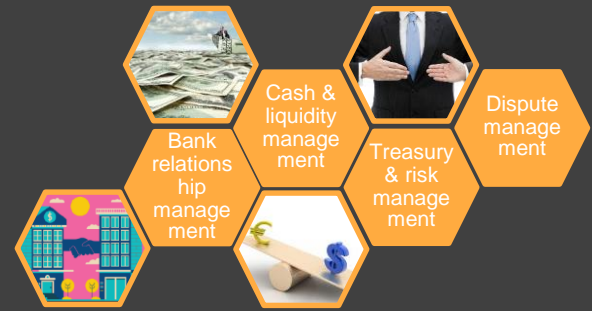 Bank
relations
hip
manage
ment
Cash &
liquidity
manage
ment
Treasury
& risk
manage
ment
Dispute
manage
ment
$
€
$